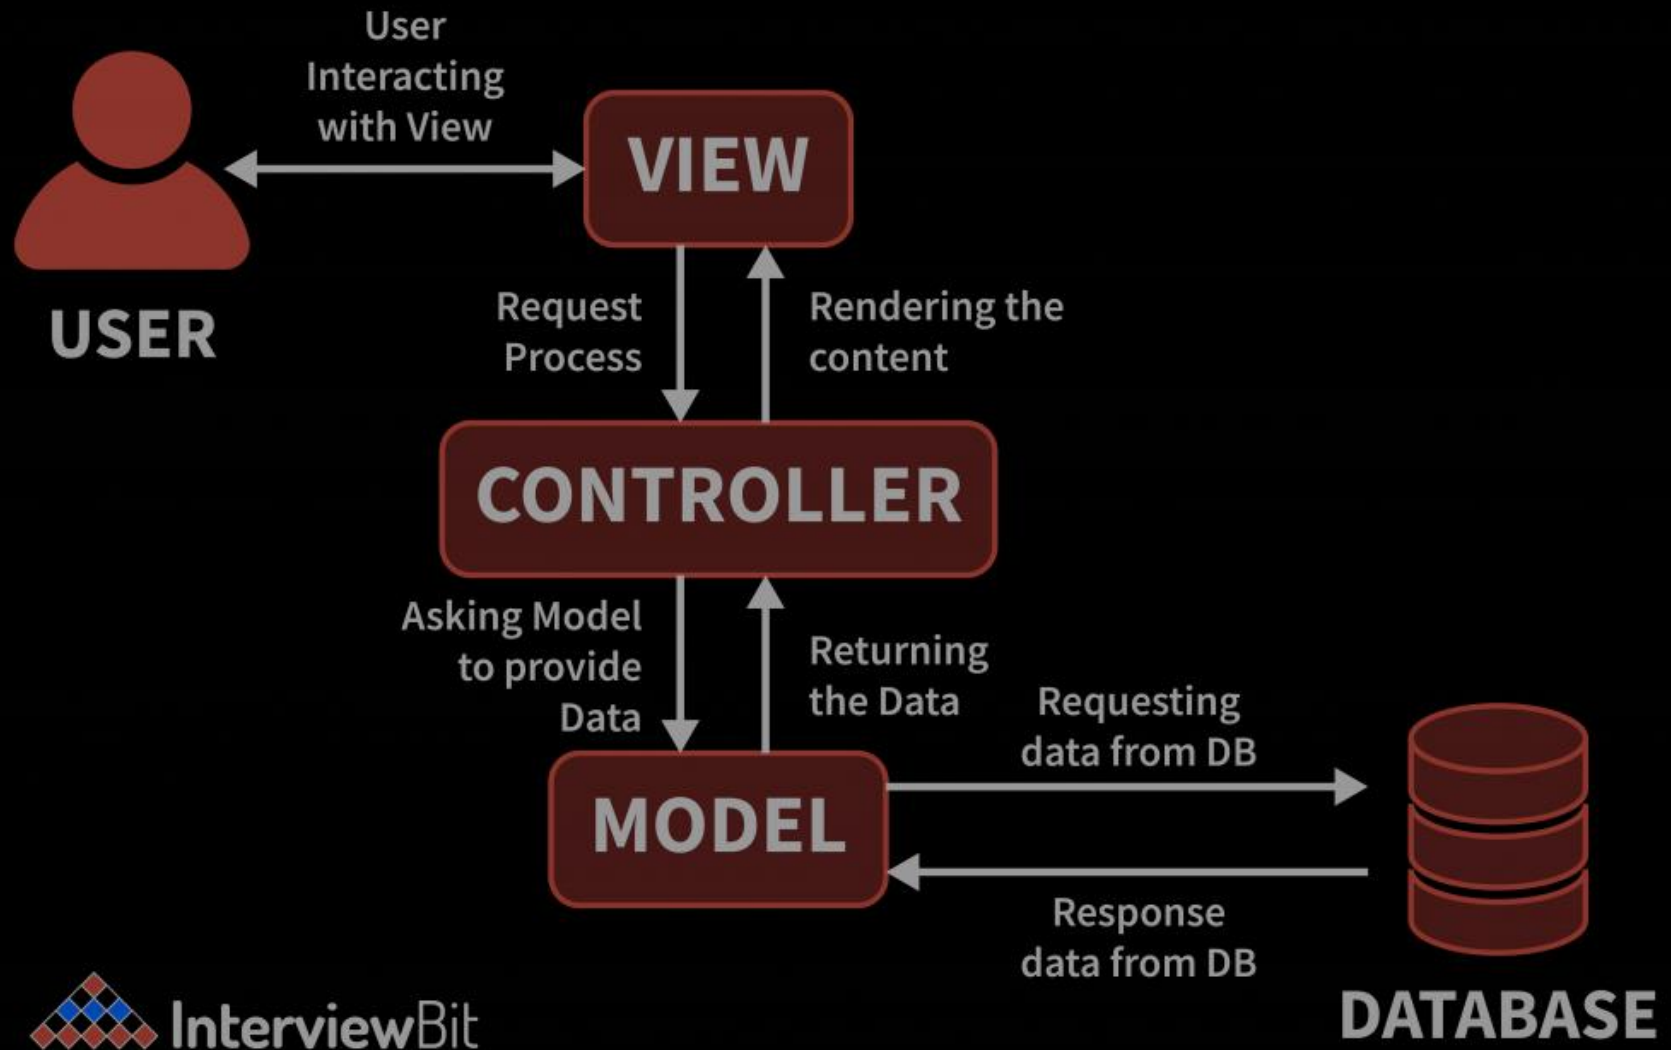 User
Interacting
with View
VIEW
USER
Request
Process
Rendering the
content
CONTROLLER
Asking Model
to provide
Data
Returning
the Data
Requesting
data from DB
MODEL
Response
data from DB
DATABASE
InterviewBit